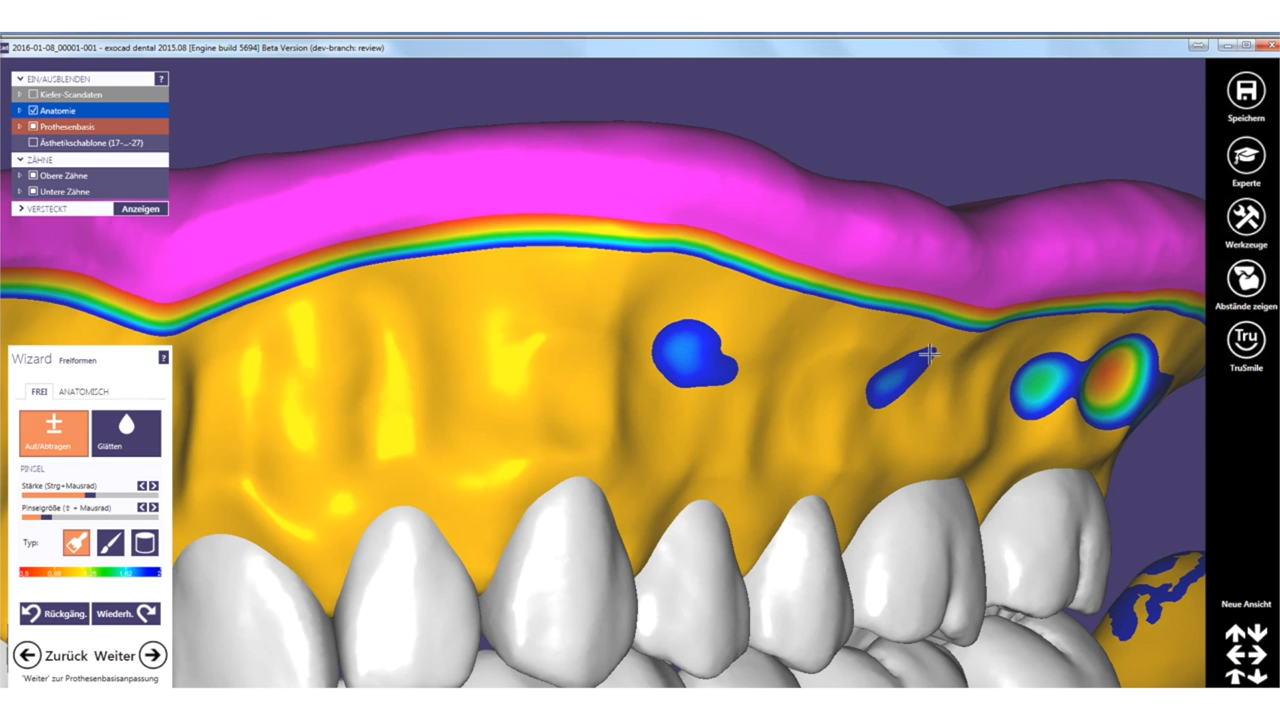 2016-01-08_00001-001 - exocad dental 2015.08 [Engine build 5694] Beta Version (dev-branch: review)
EIN/AUSBLENDEN ?
Kiefer-Scandaten
Anatomie
Prothesenbasis
Ästhetikschablone (17-...-27)
ZÄHNE
Obere Zähne
Untere Zähne
VERSTECKT Anzeigen
Wizard Freiformen ?
FREI ANATOMISCH
Auf/Abtragen Glätten
PINSEL
Stärke (Strg+Mausrad)
Pinselgröße (⇧ + Mausrad)
Typ:
Rückgäng. Wiederh.
Zurück Weiter
'Weiter' zur Prothesenbasisanpassung
Speichern
Experte
Werkzeuge
Abstände zeigen
Tru
TruSmile
Neue Ansicht